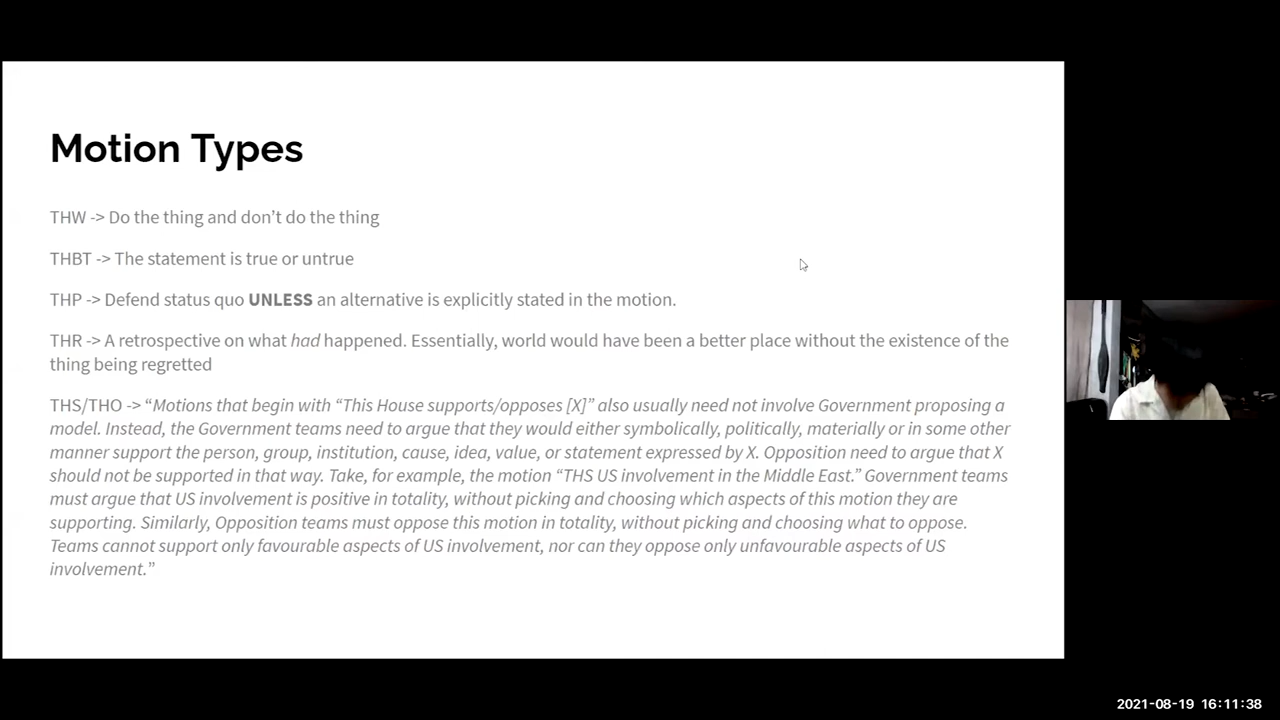 Motion Types
THW -> Do the thing and don’t do the thing
THBT -> The statement is true or untrue
THP -> Defend status quo UNLESS an alternative is explicitly stated in the motion.
THR -> A retrospective on what had happened. Essentially, world would have been a better place without the existence of the
thing being regretted
THS/THO -> “Motions that begin with “This House supports/opposes [X]” also usually need not involve Government proposing a
model. Instead, the Government teams need to argue that they would either symbolically, politically, materially or in some other
manner support the person, group, institution, cause, idea, value, or statement expressed by X. Opposition need to argue that X
should not be supported in that way. Take, for example, the motion “THS US involvement in the Middle East.” Government teams
must argue that US involvement is positive in totality, without picking and choosing which aspects of this motion they are
supporting. Similarly, Opposition teams must oppose this motion in totality, without picking and choosing what to oppose.
Teams cannot support only favourable aspects of US involvement, nor can they oppose only unfavourable aspects of US
involvement.”
2021-08-19 16:11:38